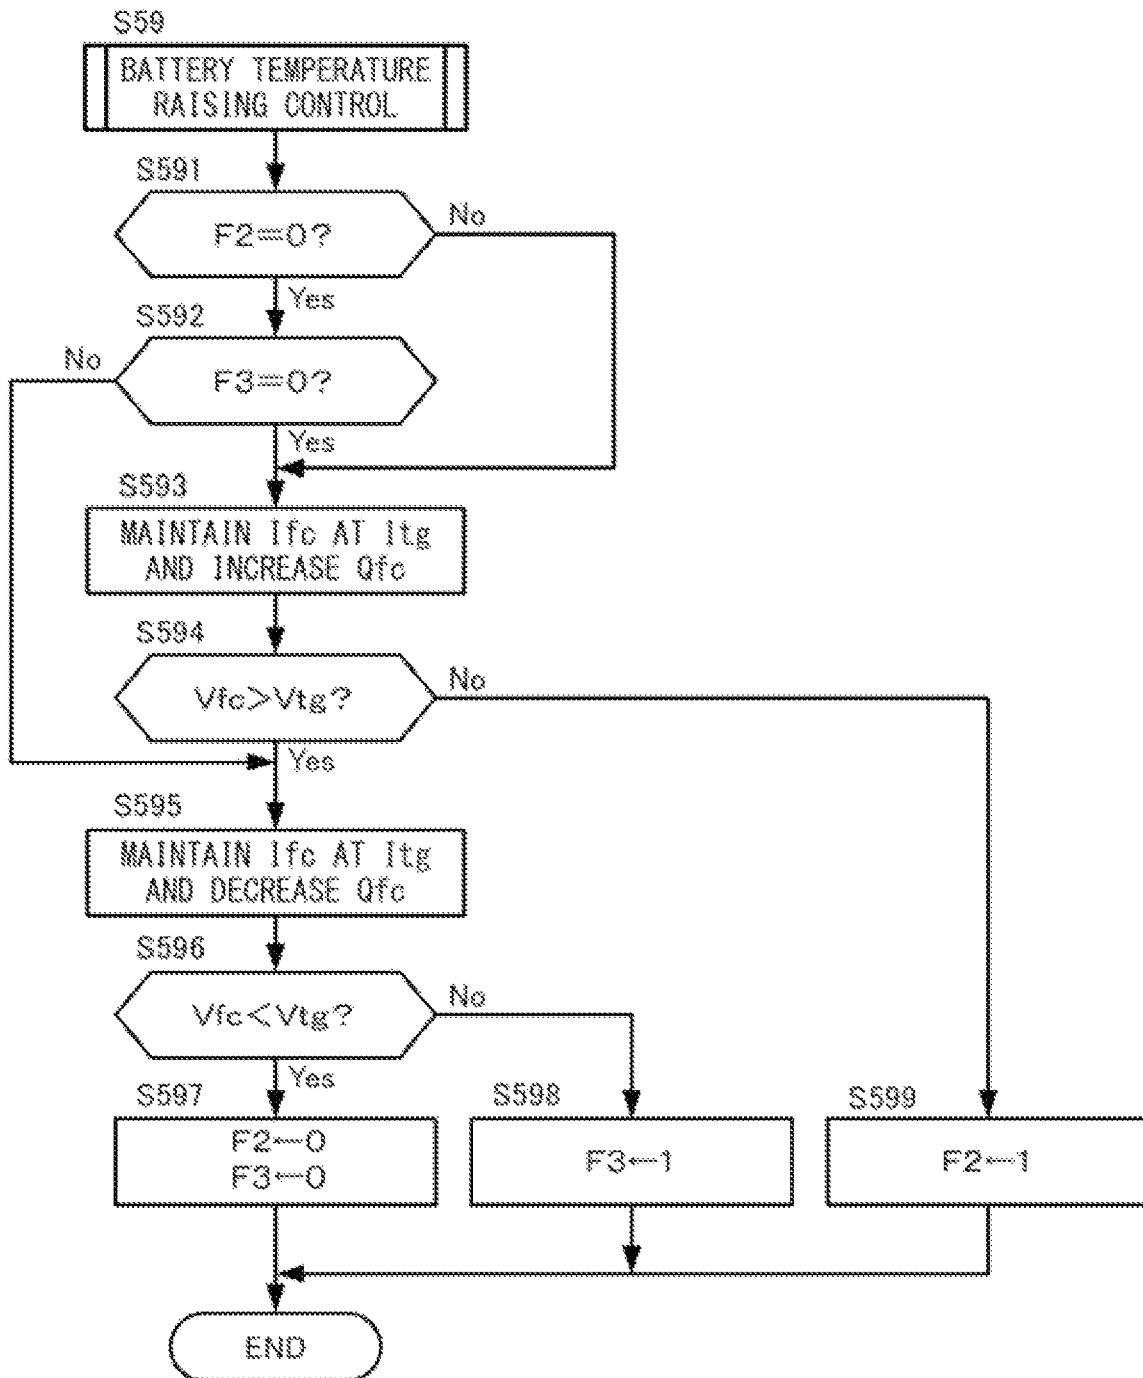 S59
BATTERY TEMPERATURE
RAISING CONTROL
S591
F2=0?
No
Yes
S592
No
F3=0?
Yes
S593
MAINTAIN Ifc AT Itg
AND INCREASE Qfc
S594
Vfc>Vtg?
No
Yes
S595
MAINTAIN Ifc AT Itg
AND DECREASE Qfc
S596
Vfc<Vtg?
No
Yes
S597
F2←0
F3←0
S598
F3←1
S599
F2←1
END